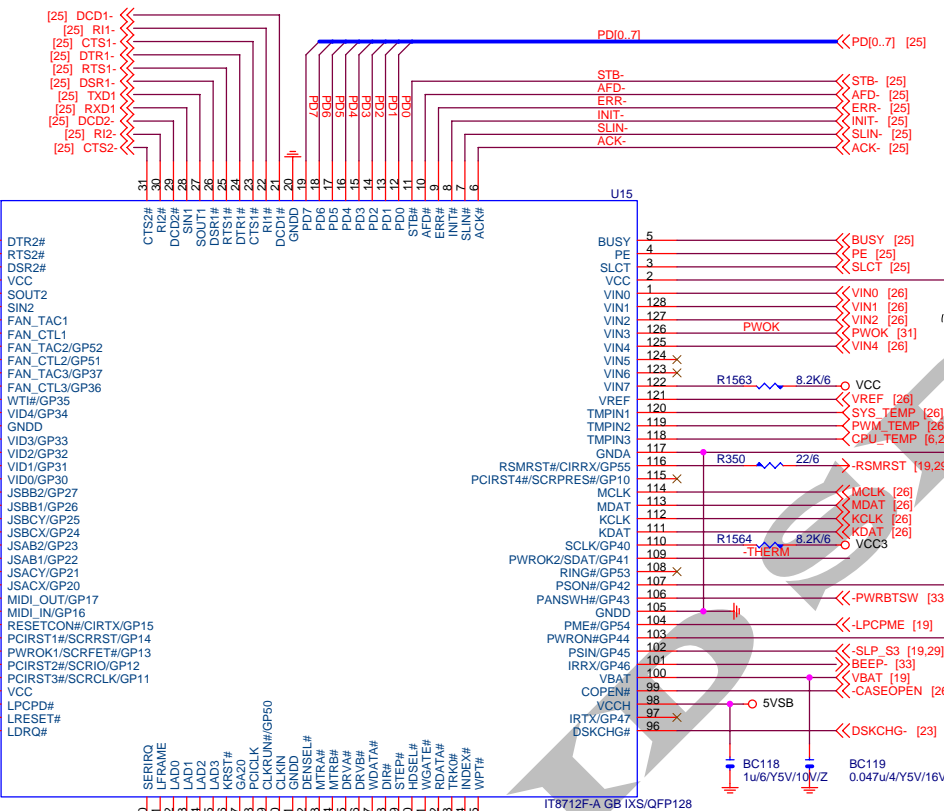 [25] DCD1-
[25] RI1-
[25] CTS1-
[25] DTR1-
[25] RTS1-
[25] DSR1-
[25] TXD1
[25] RXD1
[25] DCD2-
[25] RI2-
[25] CTS2-
PD[0..7]
PD[0..7] [25]
PD7
PD6
PD5
PD4
PD3
PD2
PD1
PD0
STB-
STB- [25]
AFD-
AFD- [25]
ERR-
ERR- [25]
INIT-
INIT- [25]
SLIN-
SLIN- [25]
ACK-
ACK- [25]
31
30
29
28
27
26
25
24
23
22
21
20
19
18
17
16
15
14
13
12
11
10
9
8
7
6
U15
CTS2#
RI2#
DCD2#
SIN1
SOUT1
DSR1#
RTS1#
DTR1#
CTS1#
RI1#
DCD1#
GNDD
PD7
PD6
PD5
PD4
PD3
PD2
PD1
PD0
STB#
AFD#
ERR#
INIT#
SLIN#
ACK#
DTR2#
RTS2#
DSR2#
VCC
SOUT2
SIN2
FAN_TAC1
FAN_CTL1
FAN_TAC2/GP52
FAN_CTL2/GP51
FAN_TAC3/GP37
FAN_CTL3/GP36
WTI#/GP35
VID4/GP34
GNDD
VID3/GP33
VID2/GP32
VID1/GP31
VID0/GP30
JSBB2/GP27
JSBB1/GP26
JSBCY/GP25
JSBCX/GP24
JSAB2/GP23
JSAB1/GP22
JSACY/GP21
JSACX/GP20
MIDI_OUT/GP17
MIDI_IN/GP16
RESETCON#/CIRTX/GP15
PCIRST1#/SCRRST/GP14
PWROK1/SCRFET#/GP13
PCIRST2#/SCRIO/GP12
PCIRST3#/SCRCLK/GP11
VCC
LPCPD#
LRESET#
LDRQ#
BUSY 5 BUSY [25]
PE 4 PE [25]
SLCT 3 SLCT [25]
VCC 2
VIN0 1 VIN0 [26]
VIN1 128 VIN1 [26]
VIN2 127 VIN2 [26]
VIN3 126 PWOK PWOK [31]
VIN4 125 VIN4 [26]
VIN5 124
VIN6 123
VIN7 122 R1563 8.2K/6 VCC
VREF 121 VREF [26]
TMPIN1 120 SYS_TEMP [26]
TMPIN2 119 PWM_TEMP [26
TMPIN3 118 CPU_TEMP [6,2
GNDA 117
RSMRST#/CIRRX/GP55 116 R350 22/6 -RSMRST [19,29
PCIRST4#/SCRPRES#/GP10 115
MCLK 114 MCLK [26]
MDAT 113 MDAT [26]
KCLK 112 KCLK [26]
KDAT 111 KDAT [26]
SCLK/GP40 110 R1564 8.2K/6 VCC3
PWROK2/SDAT/GP41 109 -THERM
RING#/GP53 108
PSON#/GP42 107
PANSWH#/GP43 106 -PWRBTSW [33
GNDD 105
PME#/GP54 104 -LPCPME [19]
PWRON#GP44 103
PSIN/GP45 102 -SLP_S3 [19,29]
IRRX/GP46 101 BEEP- [33]
VBAT 100 VBAT [19]
COPEN# 99 -CASEOPEN [26
VCCH 98 5VSB
IRTX/GP47 97
DSKCHG# 96 DSKCHG- [23]
SERIRQ
LFRAME
LAD0
LAD1
LAD2
LAD3
KRST#
GA20
PCICLK
CLKRUN#/GP50
CLKIN
GNDD
DENSEL#
MTRA#
MTRB#
DRVA#
DRVB#
WDATA#
DIR#
STEP#
HDSEL#
WGATE#
RDATA#
TRK0#
INDEX#
WPT#
BC118
1u/6/Y5V/10V/Z
BC119
0.047u/4/Y5V/16V
IT8712F-A GB IXS/QFP128